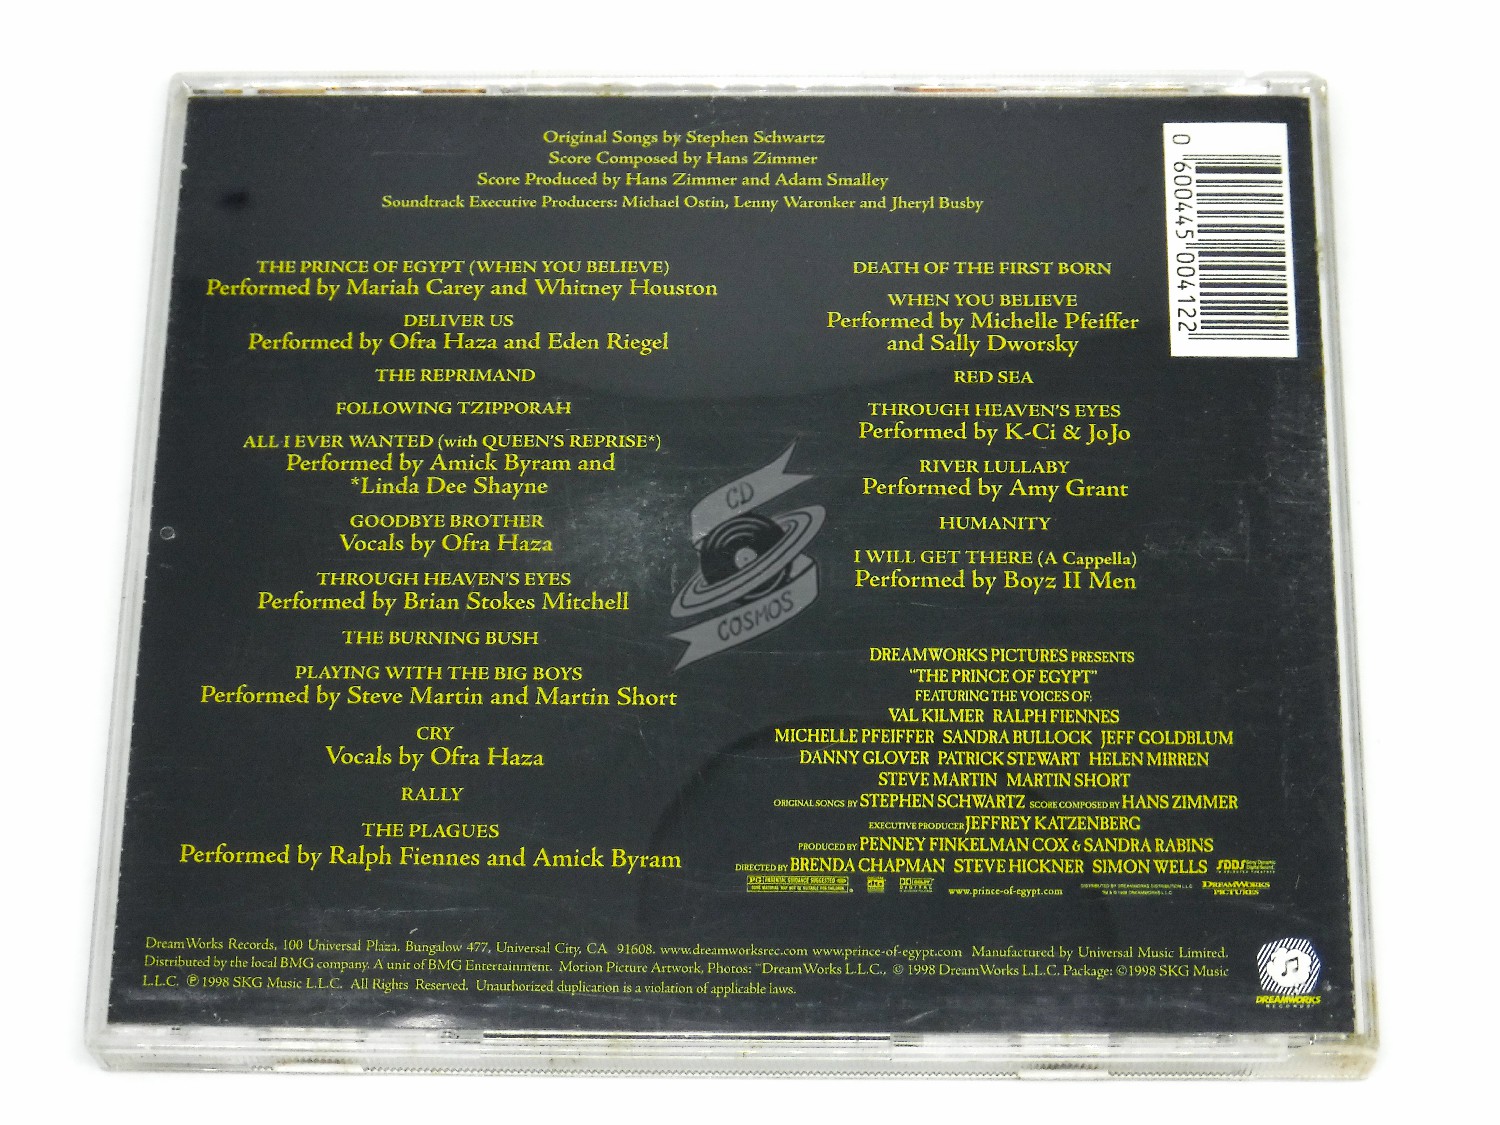 Original Songs by Stephen Schwartz
Score Composed by Hans Zimmer
Score Produced by Hans Zimmer and Adam Smalley
Soundtrack Executive Producers: Michael Ostin, Lenny Waronker and Jheryl Busby
0 600445 004122
THE PRINCE OF EGYPT (WHEN YOU BELIEVE)
Performed by Mariah Carey and Whitney Houston
DELIVER US
Performed by Ofra Haza and Eden Riegel
THE REPRIMAND
FOLLOWING TZIPPORAH
ALL I EVER WANTED (with QUEEN'S REPRISE*)
Performed by Amick Byram and
*Linda Dee Shayne
GOODBYE BROTHER
Vocals by Ofra Haza
THROUGH HEAVEN'S EYES
Performed by Brian Stokes Mitchell
THE BURNING BUSH
PLAYING WITH THE BIG BOYS
Performed by Steve Martin and Martin Short
CRY
Vocals by Ofra Haza
RALLY
THE PLAGUES
Performed by Ralph Fiennes and Amick Byram
DEATH OF THE FIRST BORN
WHEN YOU BELIEVE
Performed by Michelle Pfeiffer
and Sally Dworsky
RED SEA
THROUGH HEAVEN'S EYES
Performed by K-Ci & JoJo
RIVER LULLABY
Performed by Amy Grant
HUMANITY
I WILL GET THERE (A Cappella)
Performed by Boyz II Men
CD
COSMOS
DREAMWORKS PICTURES PRESENTS
"THE PRINCE OF EGYPT"
FEATURING THE VOICES OF:
VAL KILMER RALPH FIENNES
MICHELLE PFEIFFER SANDRA BULLOCK JEFF GOLDBLUM
DANNY GLOVER PATRICK STEWART HELEN MIRREN
STEVE MARTIN MARTIN SHORT
ORIGINAL SONGS BY STEPHEN SCHWARTZ SCORE COMPOSED BY HANS ZIMMER
EXECUTIVE PRODUCER JEFFREY KATZENBERG
PRODUCED BY PENNEY FINKELMAN COX & SANDRA RABINS
DIRECTED BY BRENDA CHAPMAN STEVE HICKNER SIMON WELLS SDDS
PG PARENTAL GUIDANCE SUGGESTED
www.prince-of-egypt.com
DREAMWORKS
PICTURES
DreamWorks Records, 100 Universal Plaza, Bungalow 477, Universal City, CA 91608. www.dreamworksrec.com www.prince-of-egypt.com Manufactured by Universal Music Limited.
Distributed by the local BMG company. A unit of BMG Entertainment. Motion Picture Artwork, Photos: ™DreamWorks L.L.C., © 1998 DreamWorks L.L.C. Package: ©1998 SKG Music
L.L.C. ℗ 1998 SKG Music L.L.C. All Rights Reserved. Unauthorized duplication is a violation of applicable laws.
DREAMWORKS
RECORDS